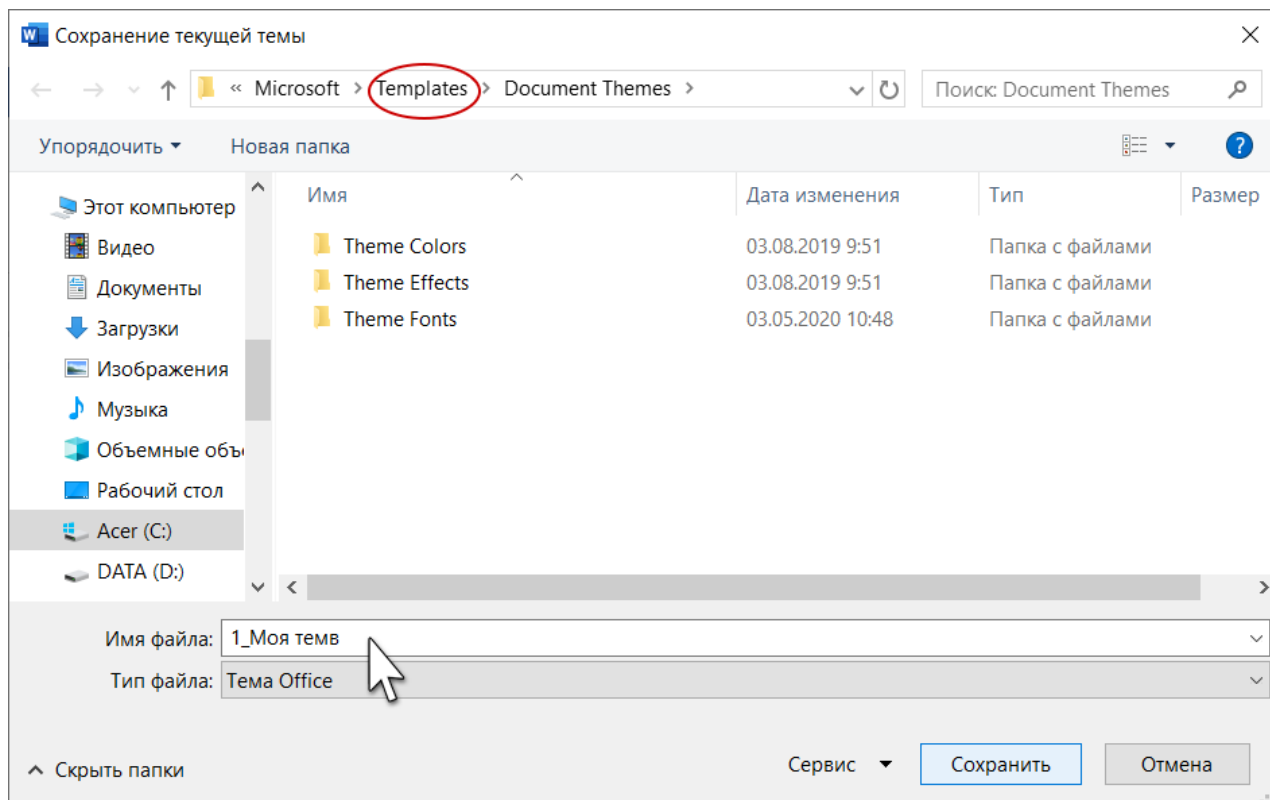 Сохранение текущей темы
« Microsoft > Templates > Document Themes >
Поиск: Document Themes
Упорядочить Новая папка
?
Имя Дата изменения Тип Размер
Этот компьютер
Видео
Документы
Загрузки
Изображения
Музыка
Объемные объ
Рабочий стол
Acer (C:)
DATA (D:)
Theme Colors 03.08.2019 9:51 Папка с файлами
Theme Effects 03.08.2019 9:51 Папка с файлами
Theme Fonts 03.05.2020 10:48 Папка с файлами
Имя файла: 1_Моя темв
Тип файла: Тема Office
Скрыть папки Сервис Сохранить Отмена